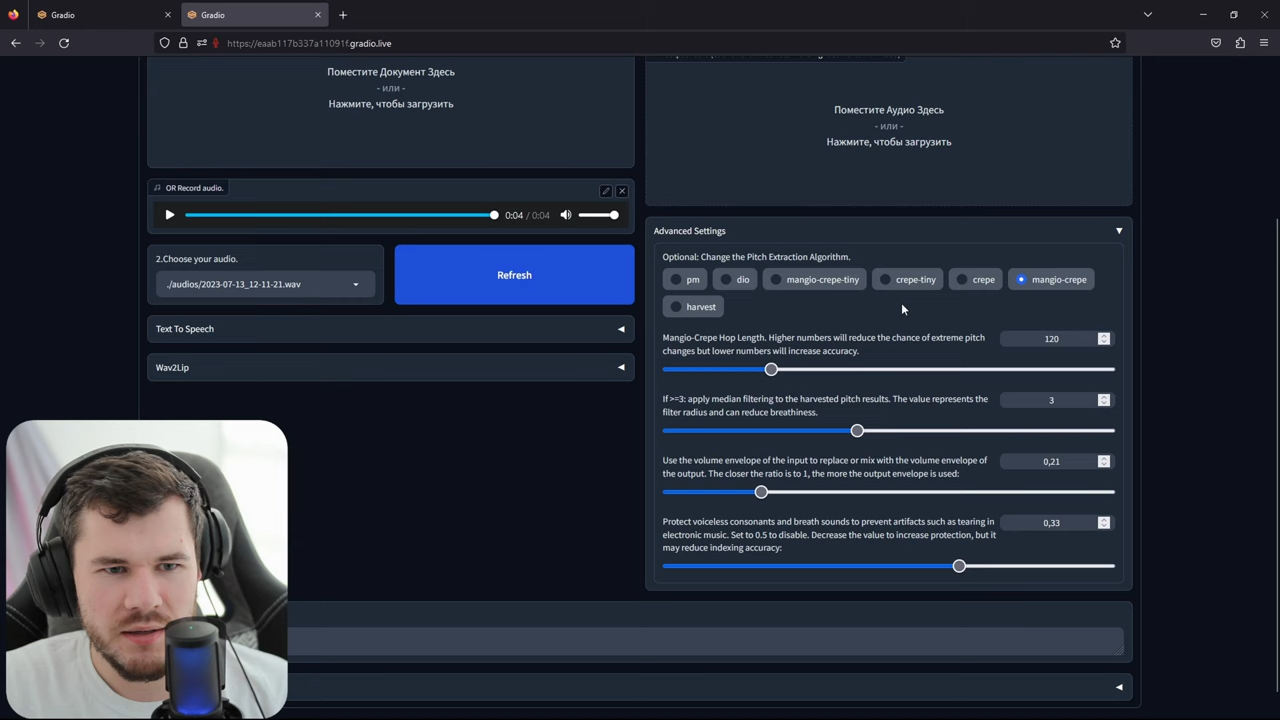 Gradio
Gradio
https://eaab117b337a11091f.gradio.live
Поместите Документ Здесь
- или -
Нажмите, чтобы загрузить
Поместите Аудио Здесь
- или -
Нажмите, чтобы загрузить
OR Record audio.
0:04 / 0:04
2.Choose your audio.
./audios/2023-07-13_12-11-21.wav
Refresh
Text To Speech
Wav2Lip
Advanced Settings
Optional: Change the Pitch Extraction Algorithm.
pm dio mangio-crepe-tiny crepe-tiny crepe mangio-crepe
harvest
Mangio-Crepe Hop Length. Higher numbers will reduce the chance of extreme pitch
changes but lower numbers will increase accuracy.
120
If >=3: apply median filtering to the harvested pitch results. The value represents the
filter radius and can reduce breathiness.
3
Use the volume envelope of the input to replace or mix with the volume envelope of
the output. The closer the ratio is to 1, the more the output envelope is used:
0,21
Protect voiceless consonants and breath sounds to prevent artifacts such as tearing in
electronic music. Set to 0.5 to disable. Decrease the value to increase protection, but it
may reduce indexing accuracy:
0,33